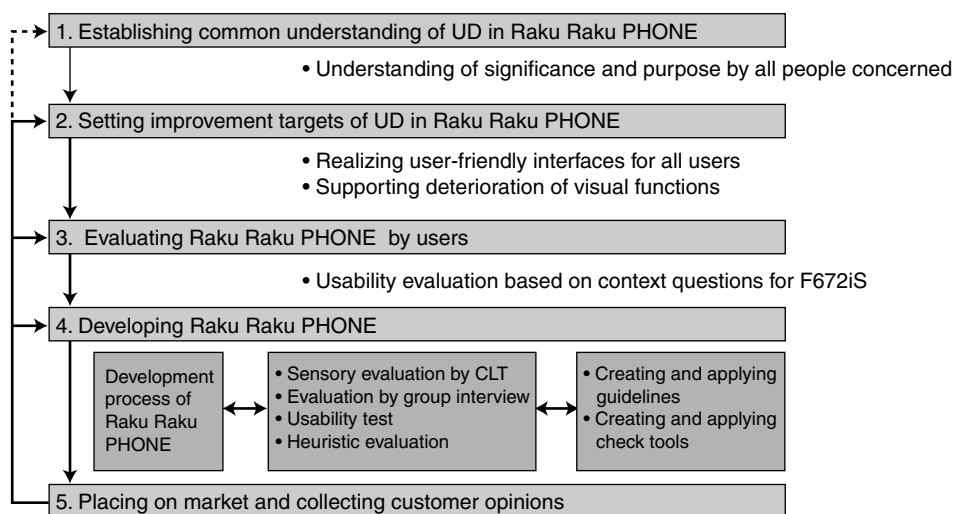 1. Establishing common understanding of UD in Raku Raku PHONE
• Understanding of significance and purpose by all people concerned
2. Setting improvement targets of UD in Raku Raku PHONE
• Realizing user-friendly interfaces for all users
• Supporting deterioration of visual functions
3. Evaluating Raku Raku PHONE by users
• Usability evaluation based on context questions for F672iS
4. Developing Raku Raku PHONE
Development
process of
Raku Raku
PHONE
• Sensory evaluation by CLT
• Evaluation by group interview
• Usability test
• Heuristic evaluation
• Creating and applying
guidelines
• Creating and applying
check tools
5. Placing on market and collecting customer opinions